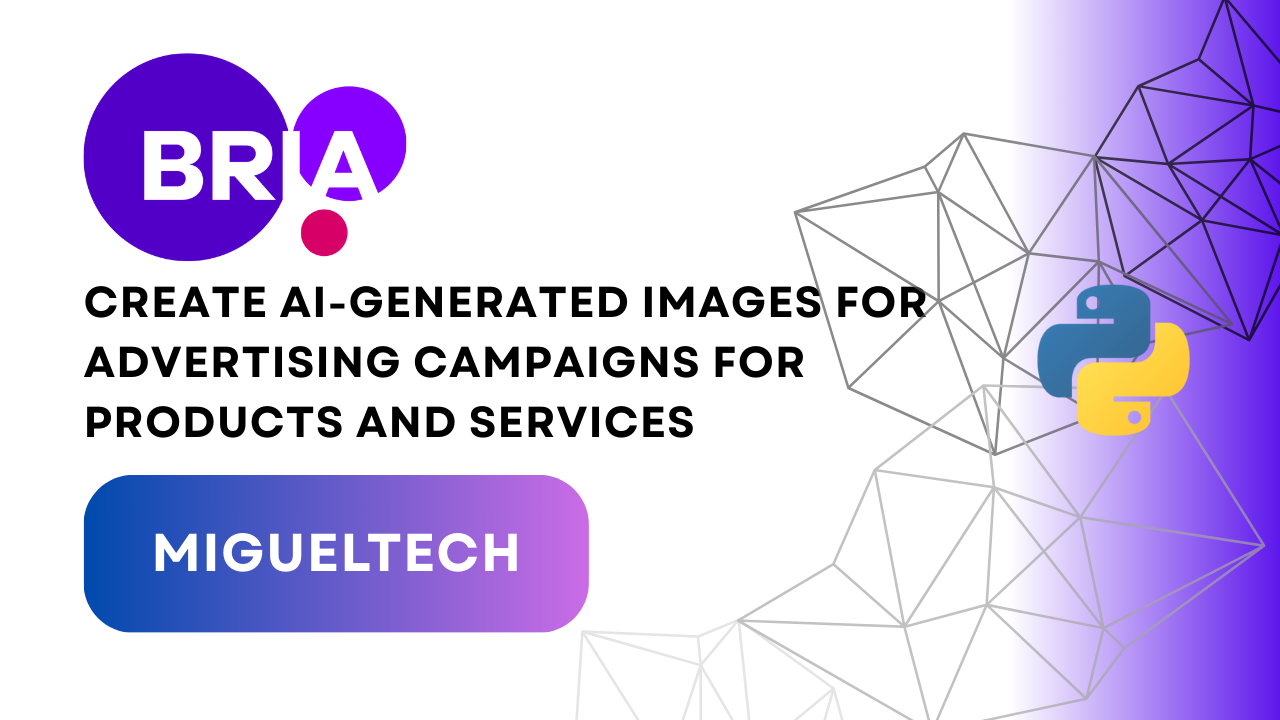 BRIA
CREATE AI-GENERATED IMAGES FOR
ADVERTISING CAMPAIGNS FOR
PRODUCTS AND SERVICES
MIGUELTECH